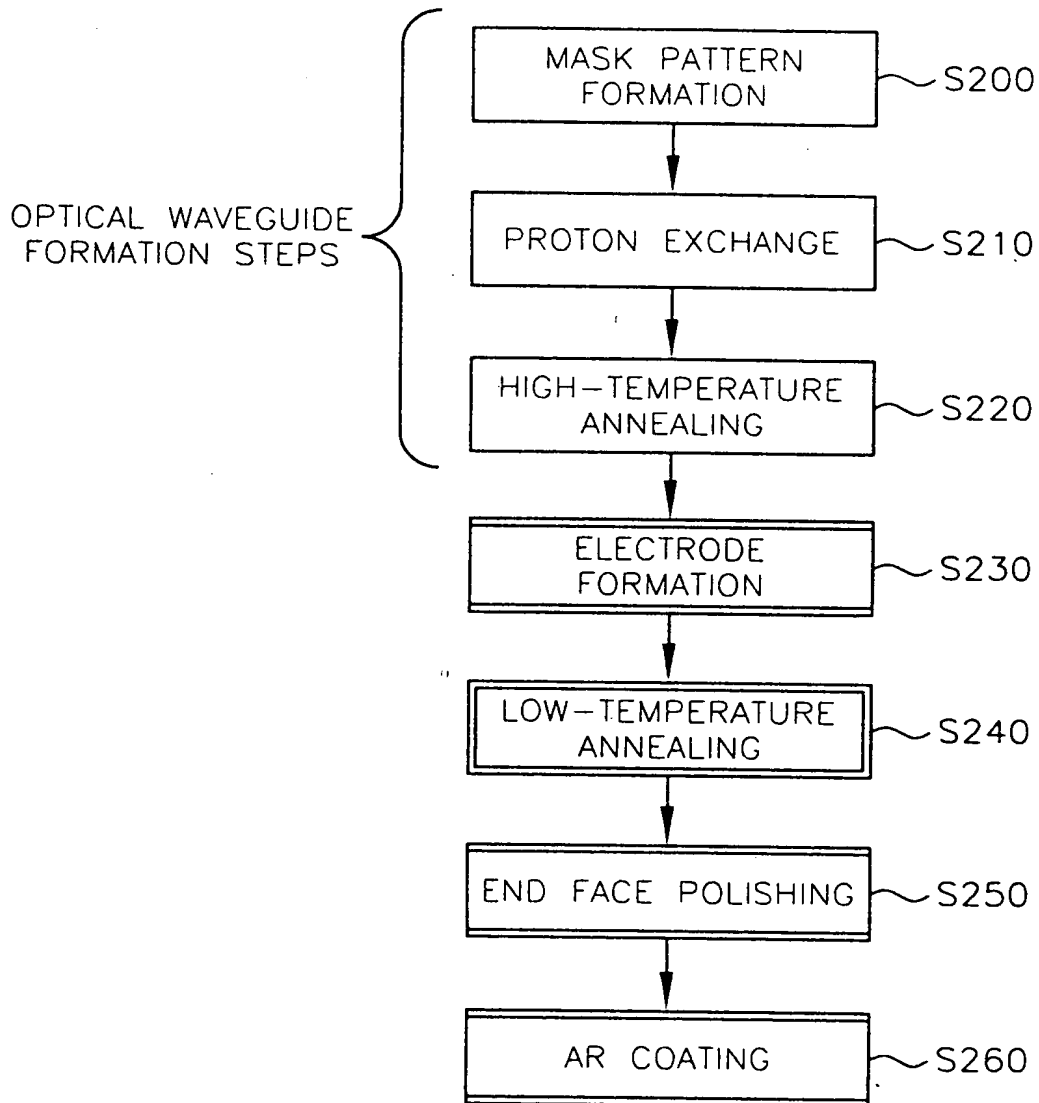 MASK PATTERN
FORMATION
S200
OPTICAL WAVEGUIDE
FORMATION STEPS
PROTON EXCHANGE
S210
HIGH-TEMPERATURE
ANNEALING
S220
ELECTRODE
FORMATION
S230
LOW-TEMPERATURE
ANNEALING
S240
END FACE POLISHING
S250
AR COATING
S260